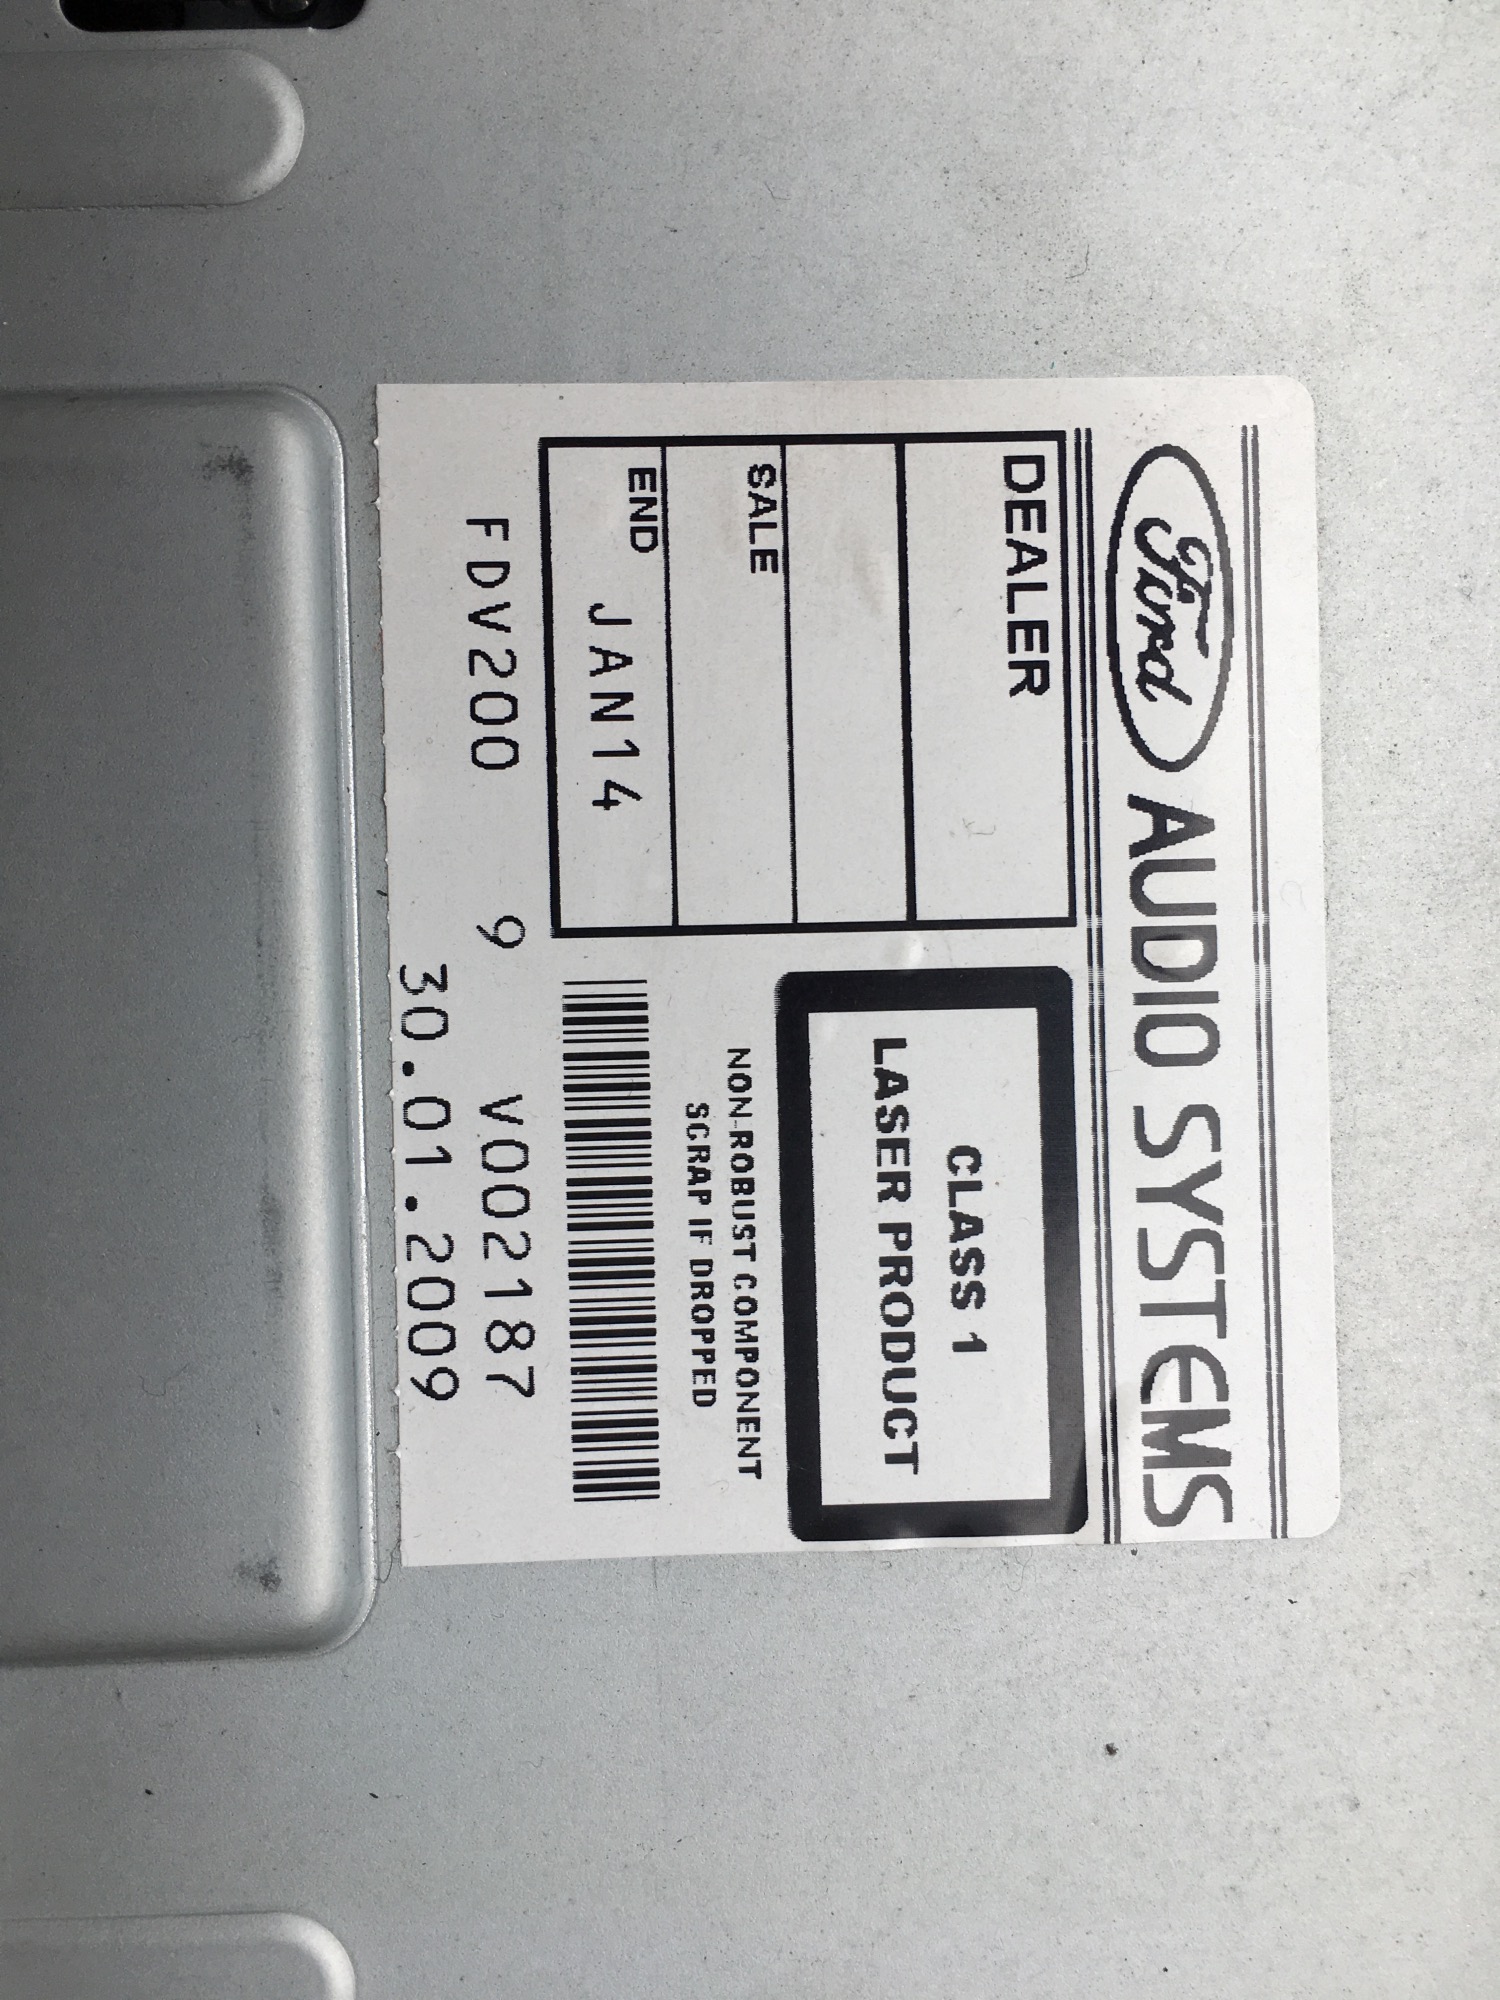 Ford AUDIO SYSTEMS
DEALER
SALE
END JAN14
CLASS 1
LASER PRODUCT
NON-ROBUST COMPONENT
SCRAP IF DROPPED
FDV200 9 V002187
30.01.2009